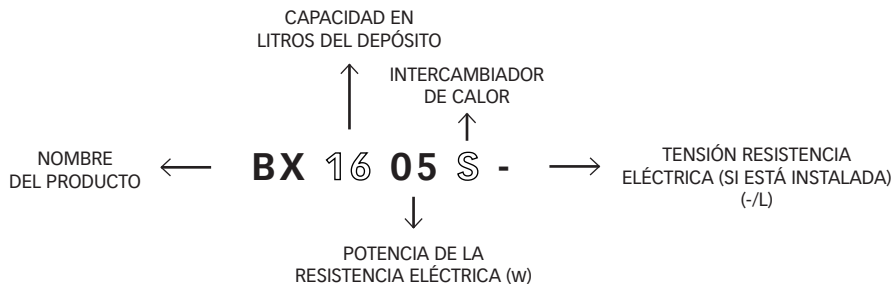 CAPACIDAD EN
LITROS DEL DEPÓSITO
INTERCAMBIADOR
DE CALOR
NOMBRE
DEL PRODUCTO
BX 16 05 S -
TENSIÓN RESISTENCIA
ELÉCTRICA (SI ESTÁ INSTALADA)
(-/L)
POTENCIA DE LA
RESISTENCIA ELÉCTRICA (W)